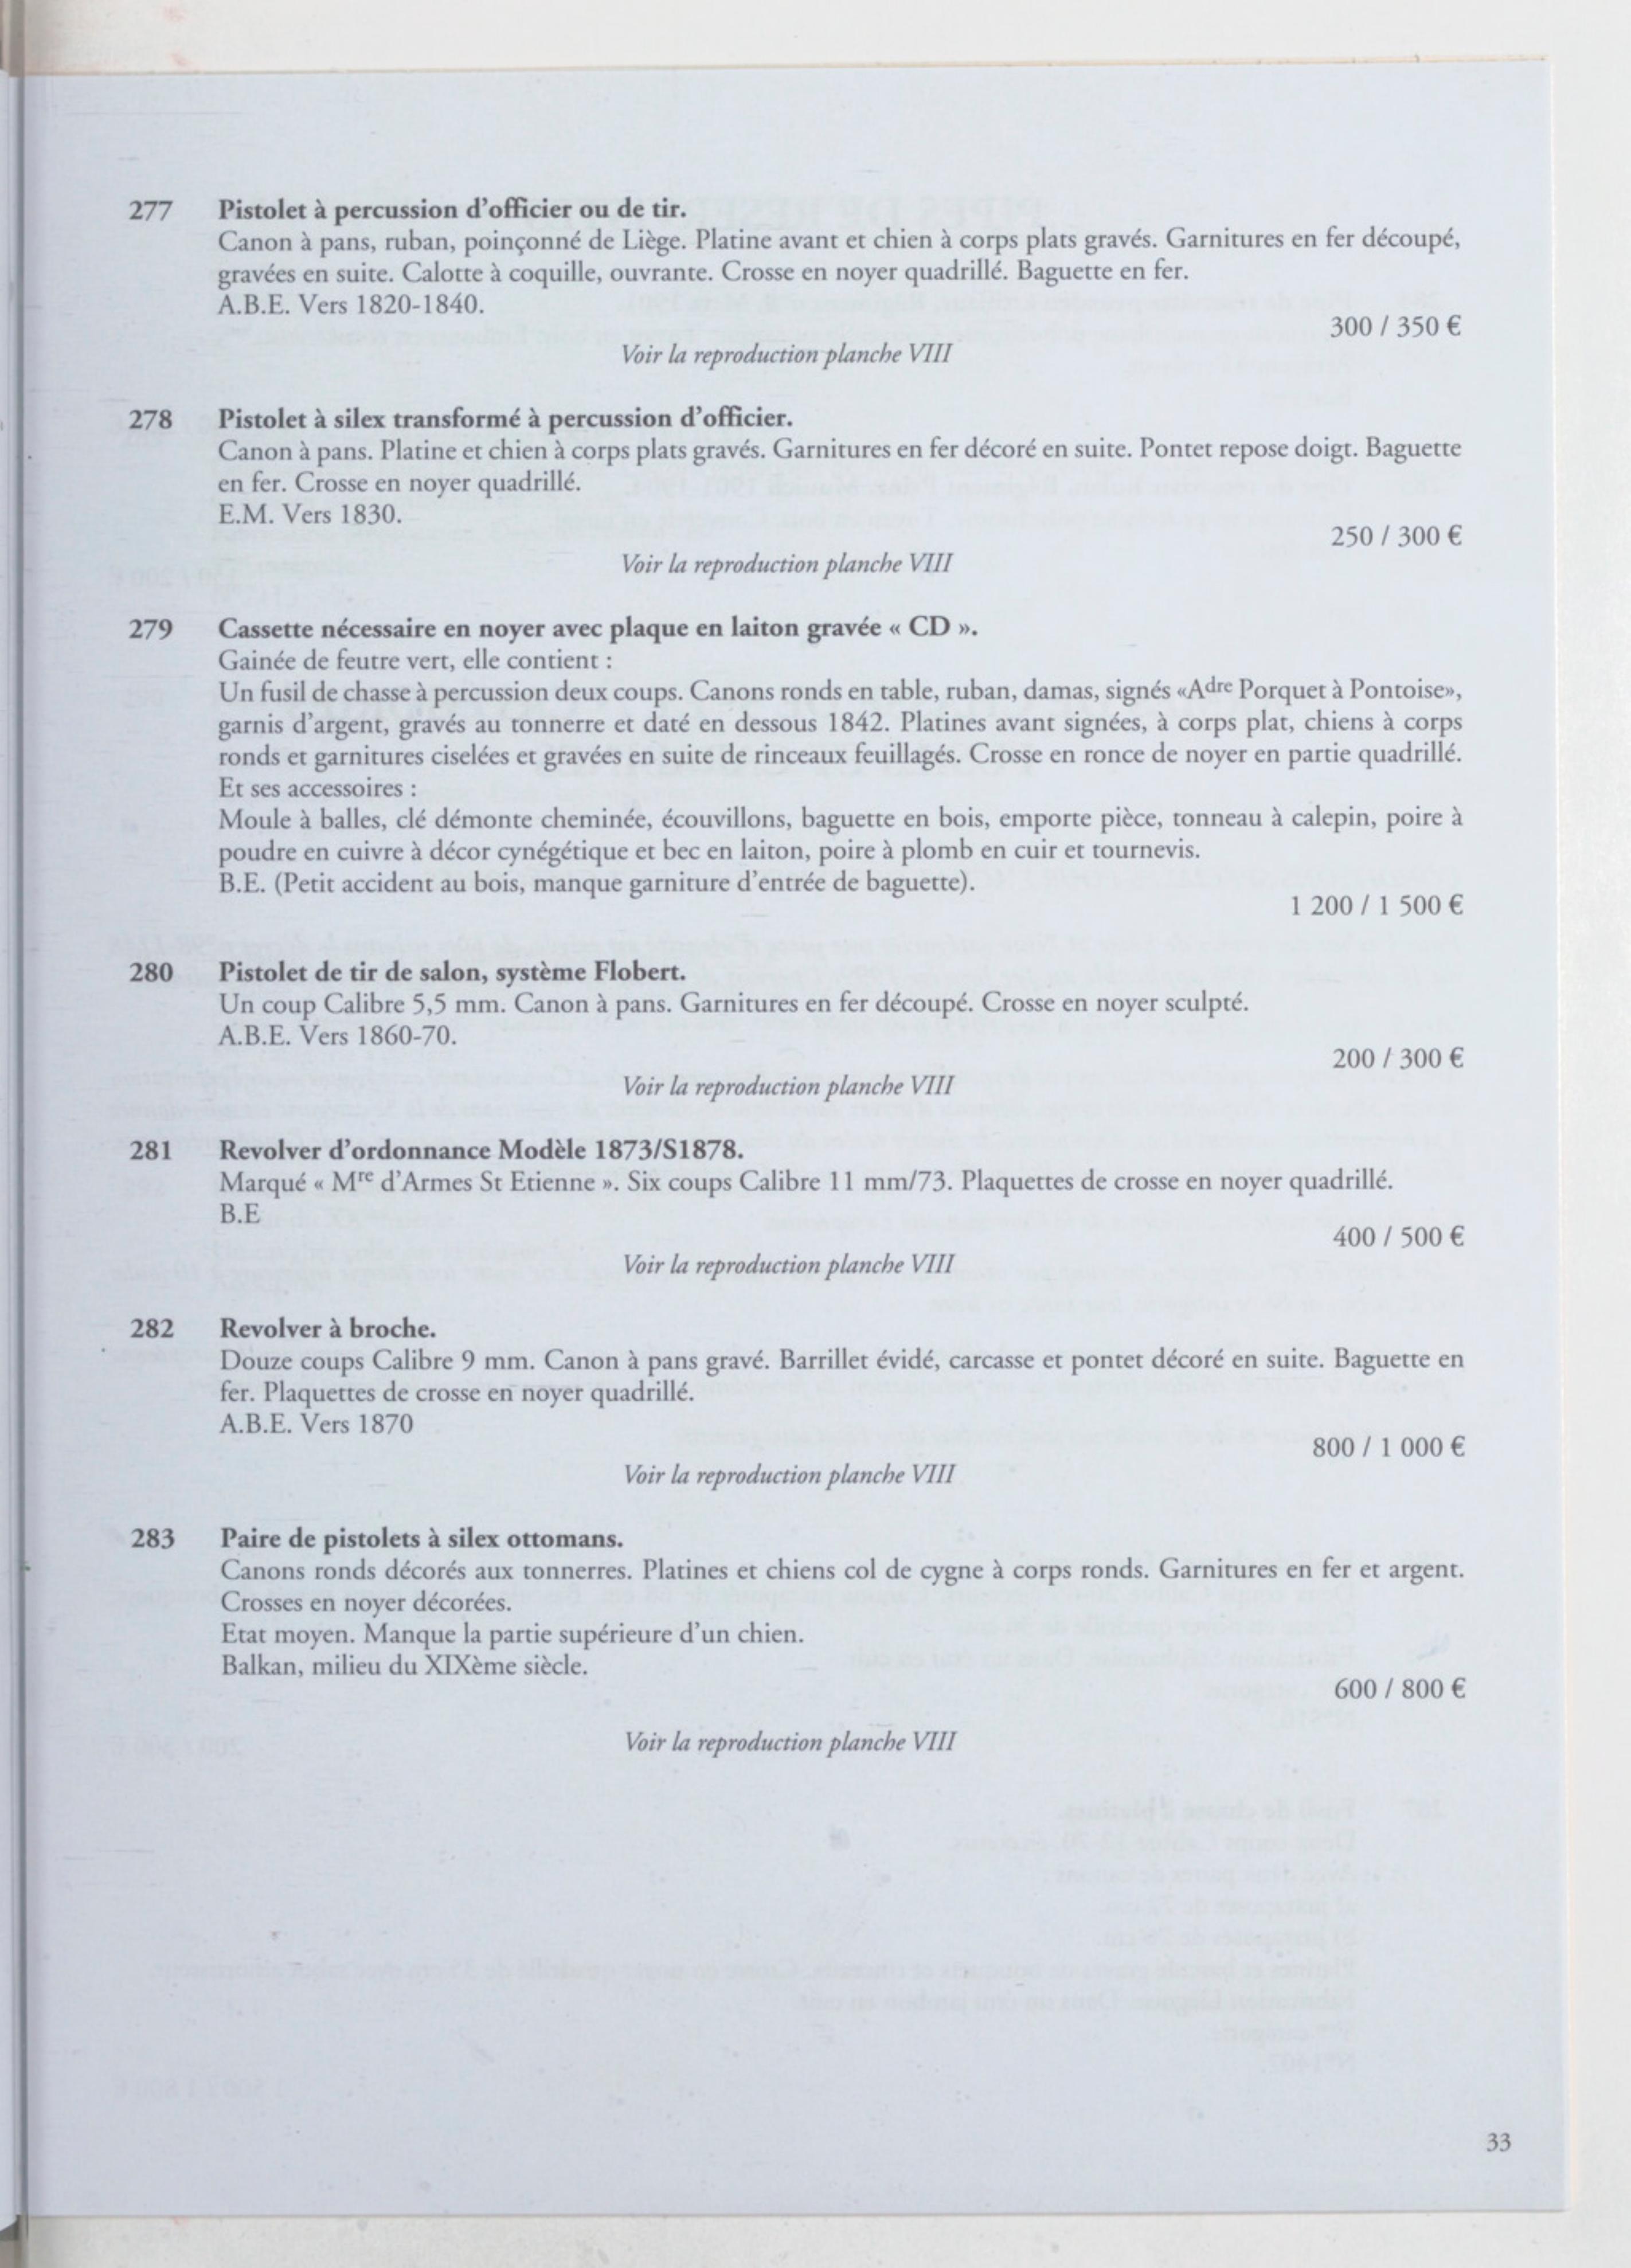 277 Pistolet à percussion d'officier ou de tir.
Canon à pans, ruban, poinçonné de Liège. Platine avant et chien à corps plats gravés. Garnitures en fer découpé,
gravées en suite. Calotte à coquille, ouvrante. Crosse en noyer quadrillé. Baguette en fer.
A.B.E. Vers 1820-1840.
300 / 350 €
Voir la reproduction planche VIII
278 Pistolet à silex transformé à percussion d'officier.
Canon à pans. Platine et chien à corps plats gravés. Garnitures en fer décoré en suite. Pontet repose doigt. Baguette
en fer. Crosse en noyer quadrillé.
E.M. Vers 1830.
250 / 300 €
Voir la reproduction planche VIII
279 Cassette nécessaire en noyer avec plaque en laiton gravée « CD ».
Gainée de feutre vert, elle contient :
Un fusil de chasse à percussion deux coups. Canons ronds en table, ruban, damas, signés «Adre Porquet à Pontoise»,
garnis d'argent, gravés au tonnerre et daté en dessous 1842. Platines avant signées, à corps plat, chiens à corps
ronds et garnitures ciselées et gravées en suite de rinceaux feuillagés. Crosse en ronce de noyer en partie quadrillé.
Et ses accessoires :
Moule à balles, clé démonte cheminée, écouvillons, baguette en bois, emporte pièce, tonneau à calepin, poire à
poudre en cuivre à décor cynégétique et bec en laiton, poire à plomb en cuir et tournevis.
B.E. (Petit accident au bois, manque garniture d'entrée de baguette).
1 200 / 1 500 €
280 Pistolet de tir de salon, système Flobert.
Un coup Calibre 5,5 mm. Canon à pans. Garnitures en fer découpé. Crosse en noyer sculpté.
A.B.E. Vers 1860-70.
200 / 300 €
Voir la reproduction planche VIII
281 Revolver d'ordonnance Modèle 1873/S1878.
Marqué « Mre d'Armes St Etienne ». Six coups Calibre 11 mm/73. Plaquettes de crosse en noyer quadrillé.
B.E
400 / 500 €
Voir la reproduction planche VIII
282 Revolver à broche.
Douze coups Calibre 9 mm. Canon à pans gravé. Barrillet évidé, carcasse et pontet décoré en suite. Baguette en
fer. Plaquettes de crosse en noyer quadrillé.
A.B.E. Vers 1870
800 / 1 000 €
Voir la reproduction planche VIII
283 Paire de pistolets à silex ottomans.
Canons ronds décorés aux tonnerres. Platines et chiens col de cygne à corps ronds. Garnitures en fer et argent.
Crosses en noyer décorées.
Etat moyen. Manque la partie supérieure d'un chien.
Balkan, milieu du XIXème siècle.
600 / 800 €
Voir la reproduction planche VIII
33